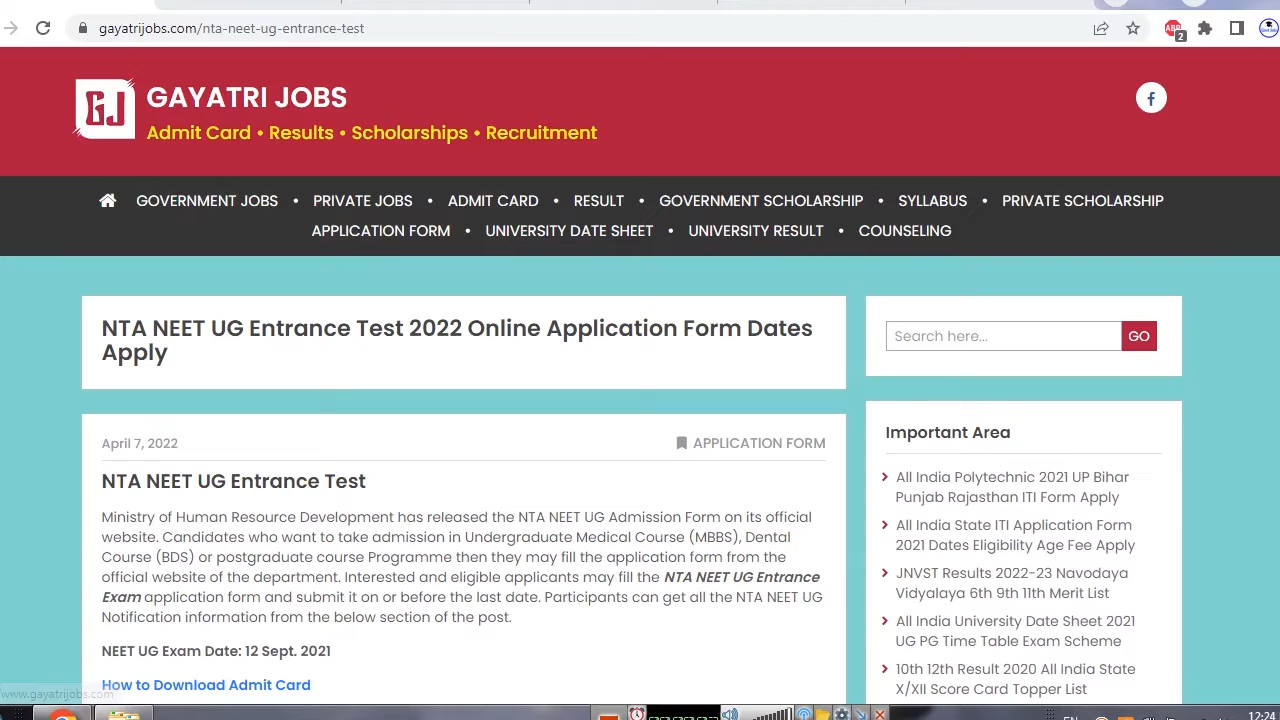 gayatrijobs.com/nta-neet-ug-entrance-test
ABP
2
GJ
GAYATRI JOBS
Admit Card • Results • Scholarships • Recruitment
f
GOVERNMENT JOBS • PRIVATE JOBS • ADMIT CARD • RESULT • GOVERNMENT SCHOLARSHIP • SYLLABUS • PRIVATE SCHOLARSHIP
APPLICATION FORM • UNIVERSITY DATE SHEET • UNIVERSITY RESULT • COUNSELING
NTA NEET UG Entrance Test 2022 Online Application Form Dates
Apply
April 7, 2022
APPLICATION FORM
NTA NEET UG Entrance Test
Ministry of Human Resource Development has released the NTA NEET UG Admission Form on its official
website. Candidates who want to take admission in Undergraduate Medical Course (MBBS), Dental
Course (BDS) or postgraduate course Programme then they may fill the application form from the
official website of the department. Interested and eligible applicants may fill the NTA NEET UG Entrance
Exam application form and submit it on or before the last date. Participants can get all the NTA NEET UG
Notification information from the below section of the post.
NEET UG Exam Date: 12 Sept. 2021
How to Download Admit Card
Search here...
GO
Important Area
All India Polytechnic 2021 UP Bihar
Punjab Rajasthan ITI Form Apply
All India State ITI Application Form
2021 Dates Eligibility Age Fee Apply
JNVST Results 2022-23 Navodaya
Vidyalaya 6th 9th 11th Merit List
All India University Date Sheet 2021
UG PG Time Table Exam Scheme
10th 12th Result 2020 All India State
X/XII Score Card Topper List
www.gayatrijobs.com
EN
12:24